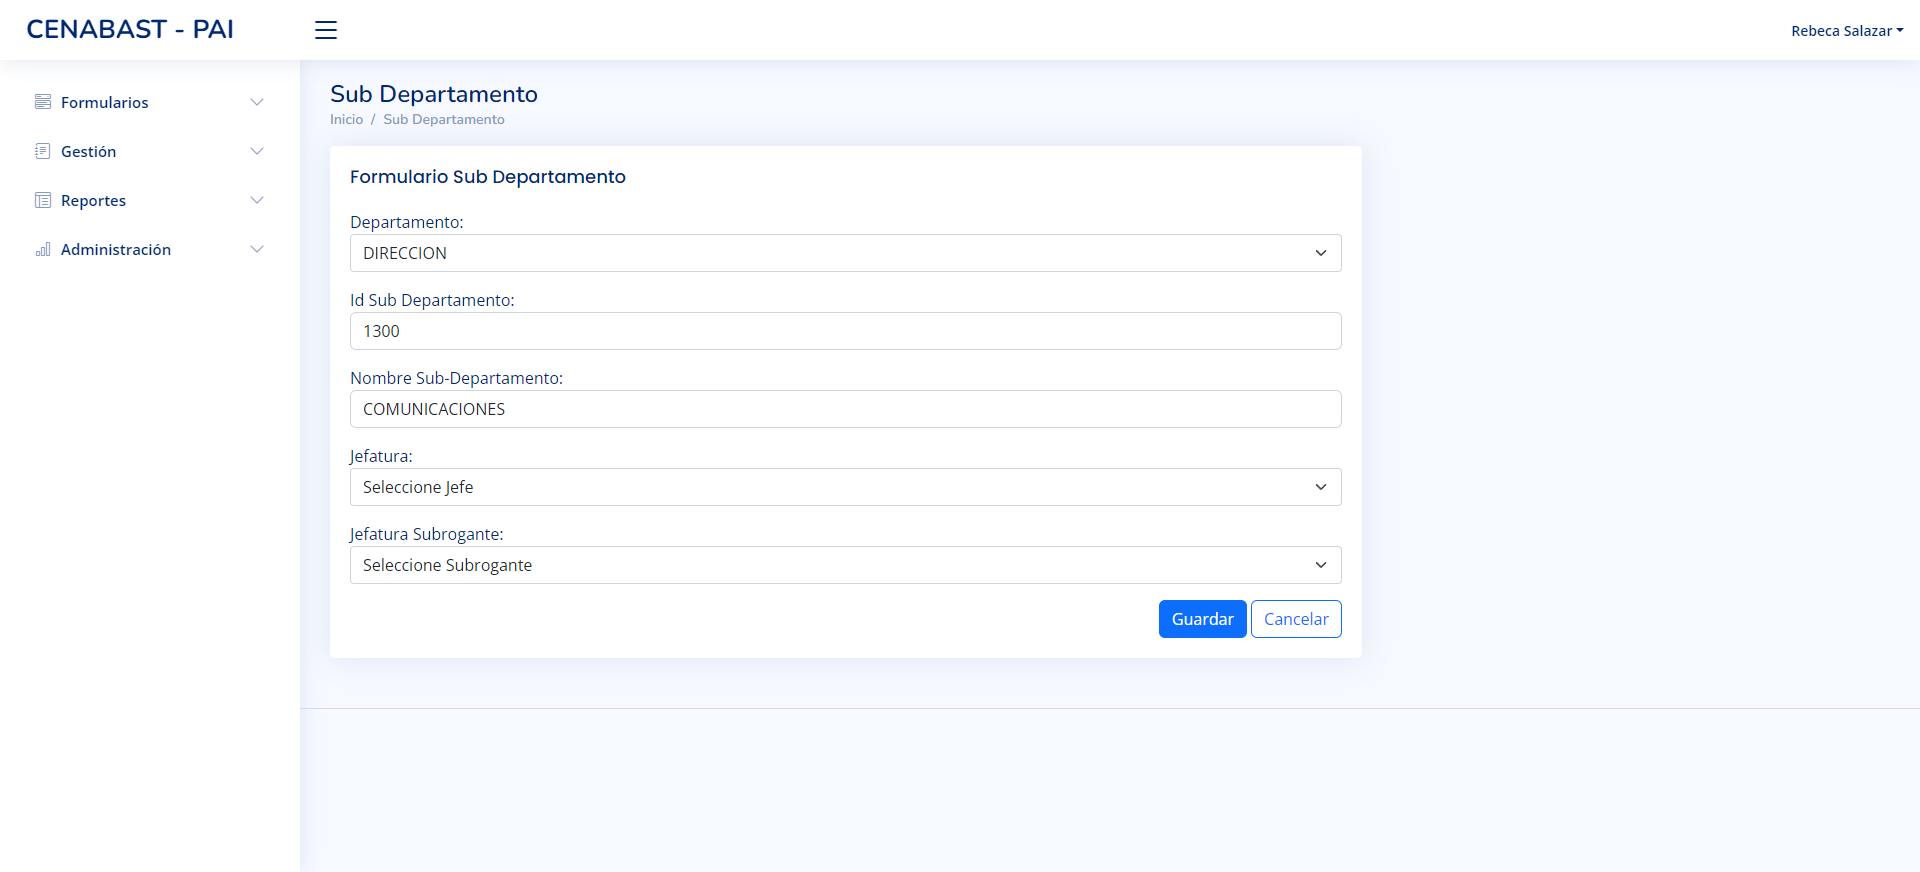 CENABAST - PAI
Rebeca Salazar
Formularios
Gestión
Reportes
Administración
Sub Departamento
Inicio / Sub Departamento
Formulario Sub Departamento
Departamento:
DIRECCION
Id Sub Departamento:
1300
Nombre Sub-Departamento:
COMUNICACIONES
Jefatura:
Seleccione Jefe
Jefatura Subrogante:
Seleccione Subrogante
Guardar Cancelar